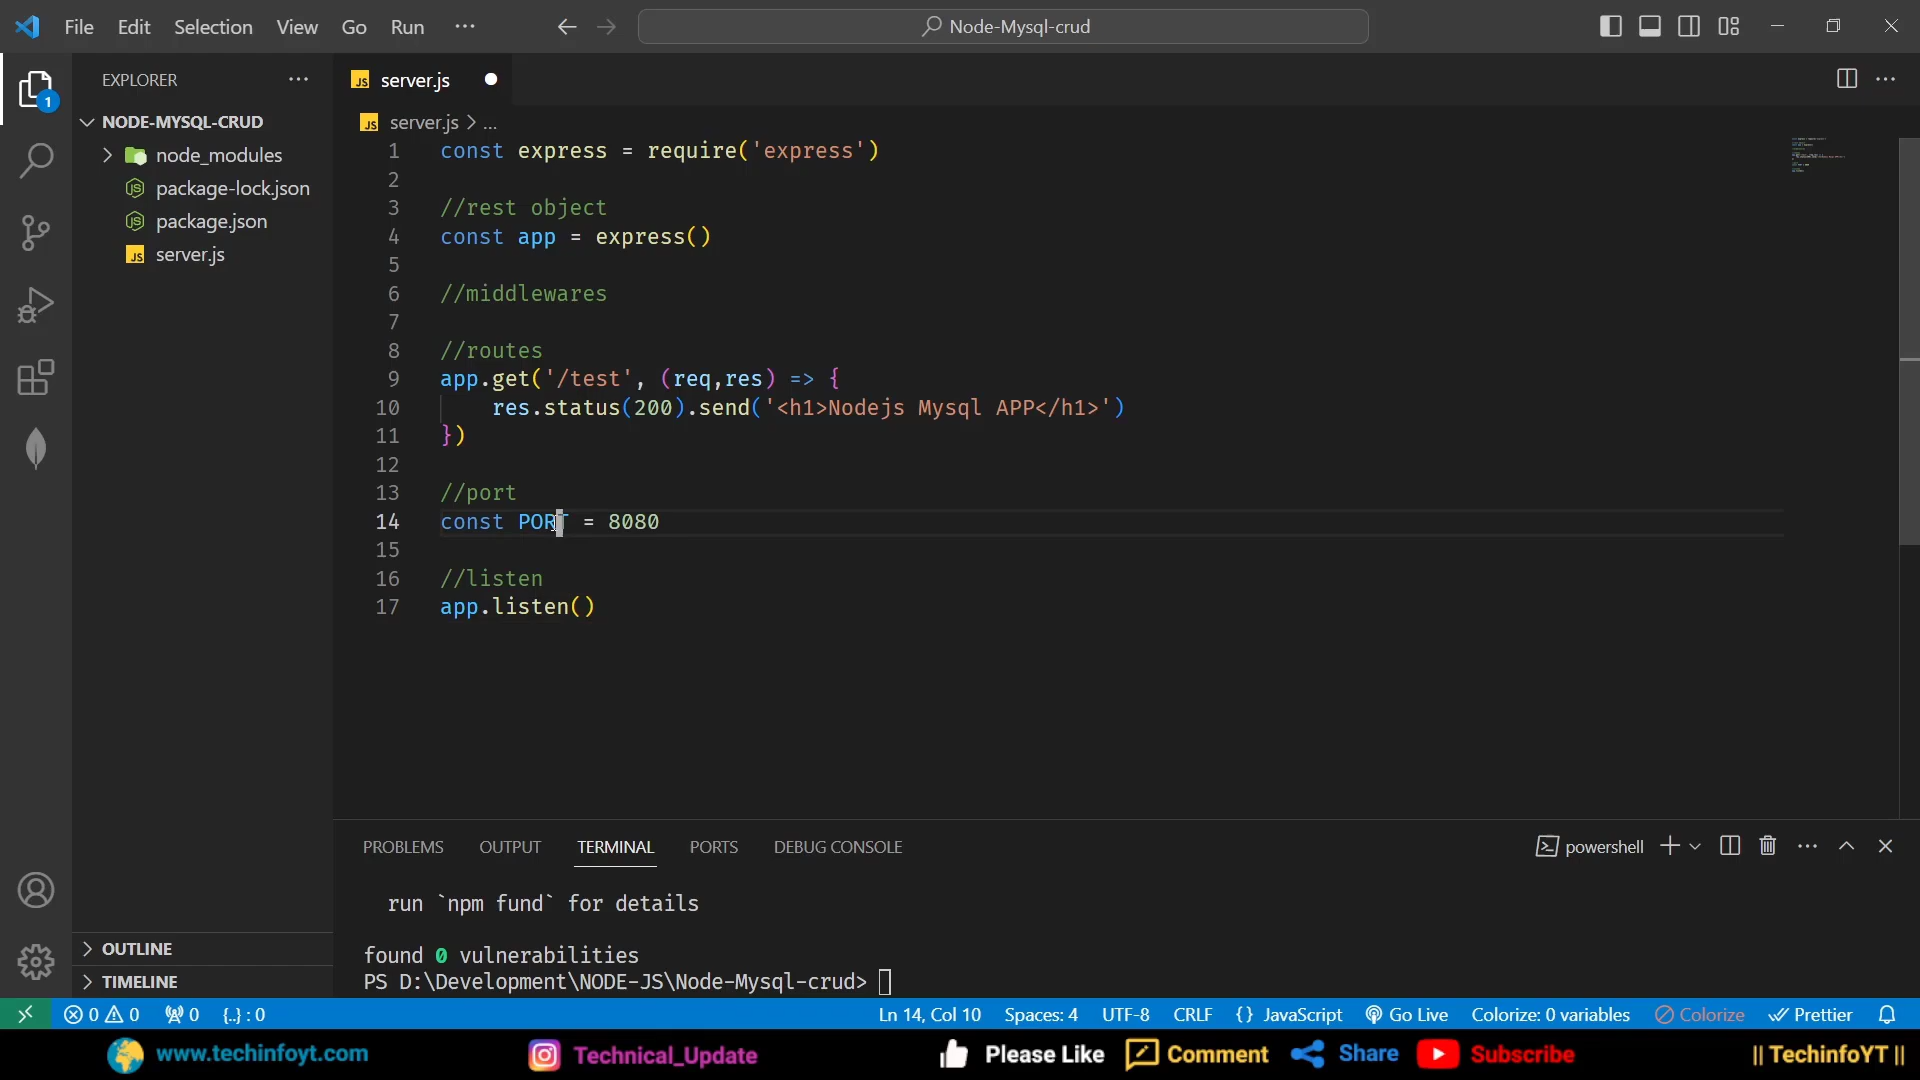 File Edit Selection View Go Run ···
Node-Mysql-crud
EXPLORER
NODE-MYSQL-CRUD
node_modules
package-lock.json
package.json
JS server.js
JS server.js
JS server.js > ...
1 const express = require('express')
2
3 //rest object
4 const app = express()
5
6 //middlewares
7
8 //routes
9 app.get('/test', (req,res) => {
10 res.status(200).send('<h1>Nodejs Mysql APP</h1>')
11 })
12
13 //port
14 const PORT = 8080
15
16 //listen
17 app.listen()
PROBLEMS OUTPUT TERMINAL PORTS DEBUG CONSOLE
powershell
run `npm fund` for details
found 0 vulnerabilities
PS D:\Development\NODE-JS\Node-Mysql-crud>
OUTLINE
TIMELINE
1
0 0 0 {..} : 0
Ln 14, Col 10 Spaces: 4 UTF-8 CRLF {} JavaScript Go Live Colorize: 0 variables Colorize Prettier
www.techinfoyt.com Technical_Update Please Like Comment Share Subscribe || TechinfoYT ||